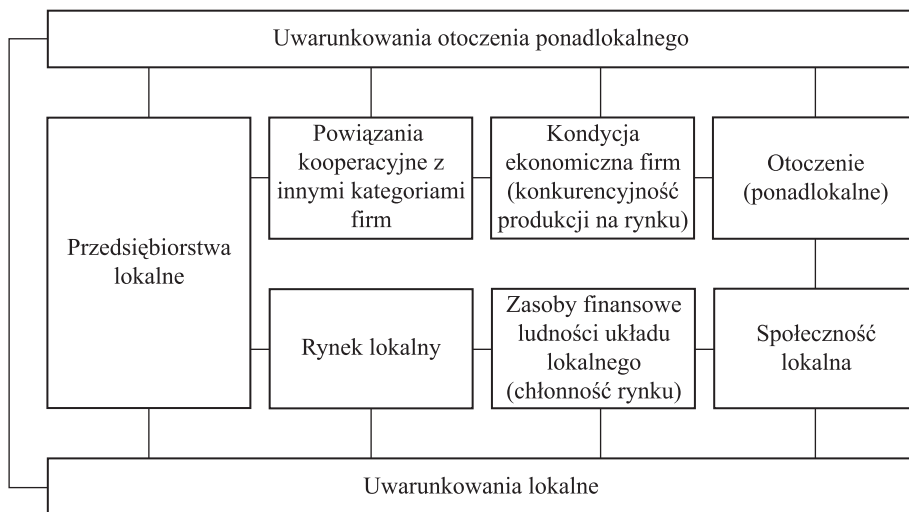 Uwarunkowania otoczenia ponadlokalnego
Przedsiębiorstwa
lokalne
Powiązania
kooperacyjne z
innymi kategoriami
firm
Kondycja
ekonomiczna firm
(konkurencyjność
produkcji na rynku)
Otoczenie
(ponadlokalne)
Rynek lokalny
Zasoby finansowe
ludności układu
lokalnego
(chłonność rynku)
Społeczność
lokalna
Uwarunkowania lokalne